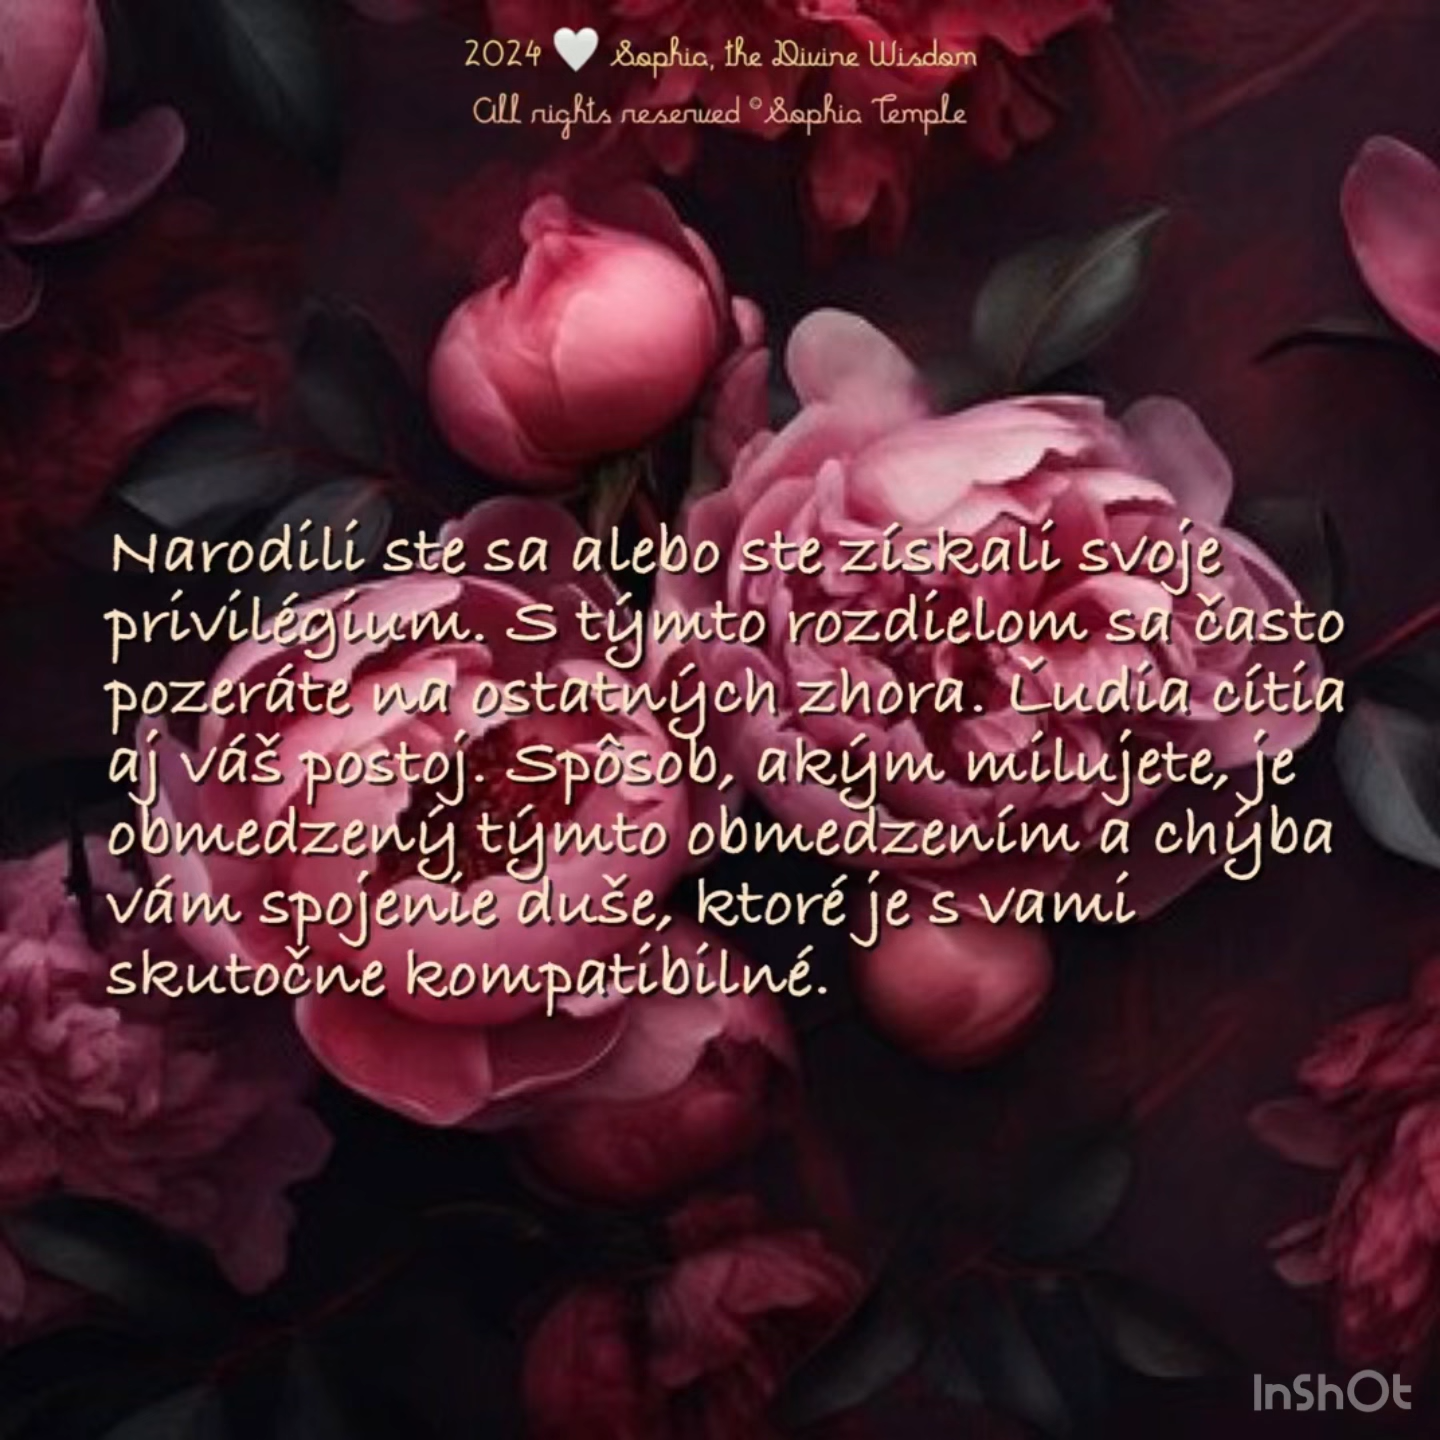 2024 🤍 Sophia, the Divine Wisdom
All rights reserved ©Sophia Temple
Narodili ste sa alebo ste získali svoje
privilégium. S týmto rozdielom sa často
pozeráte na ostatných zhora. Ľudia cítia
aj váš postoj. Spôsob, akým milujete, je
obmedzený týmto obmedzením a chýba
vám spojenie duše, ktoré je s vami
skutočne kompatibilné.
InShOt